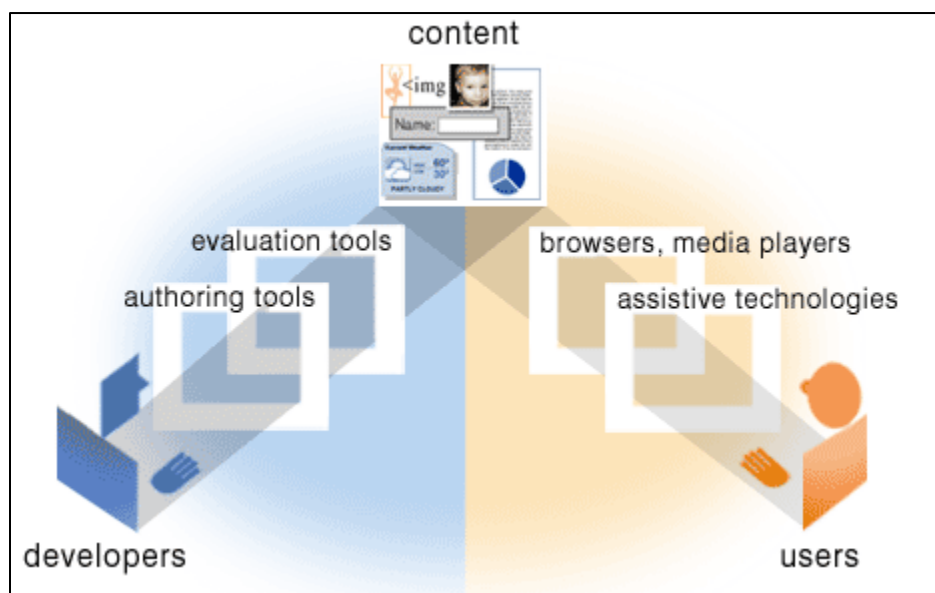 content
<img
Name:
Current Weather
60°
30°
PARTLY CLOUDY
evaluation tools
browsers, media players
authoring tools
assistive technologies
developers
users